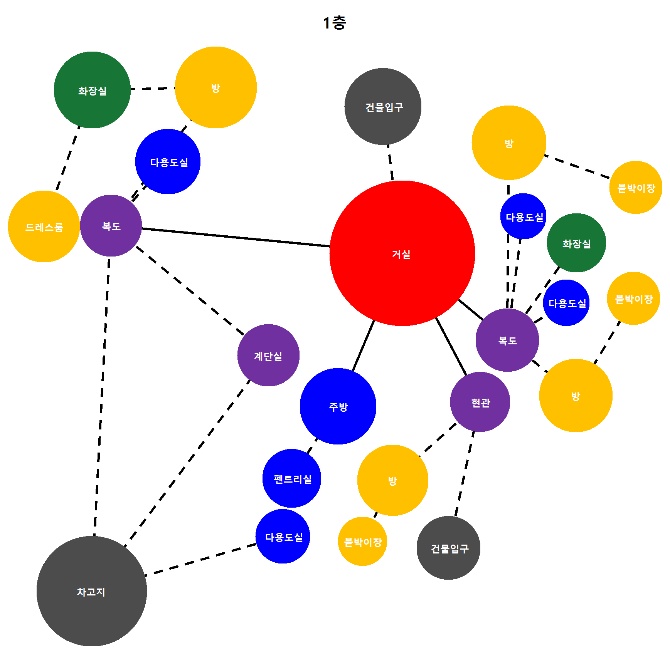 1층
화장실
방
건물입구
방
다용도실
붙박이장
다용도실
드레스룸
복도
화장실
거실
붙박이장
다용도실
복도
계단실
방
주방
현관
펜트리실
방
다용도실
붙박이장
건물입구
차고지